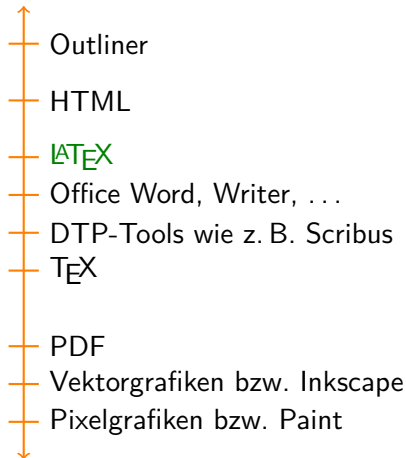 Outliner
HTML
LATEX
Office Word, Writer, ...
DTP-Tools wie z. B. Scribus
TEX
PDF
Vektorgrafiken bzw. Inkscape
Pixelgrafiken bzw. Paint